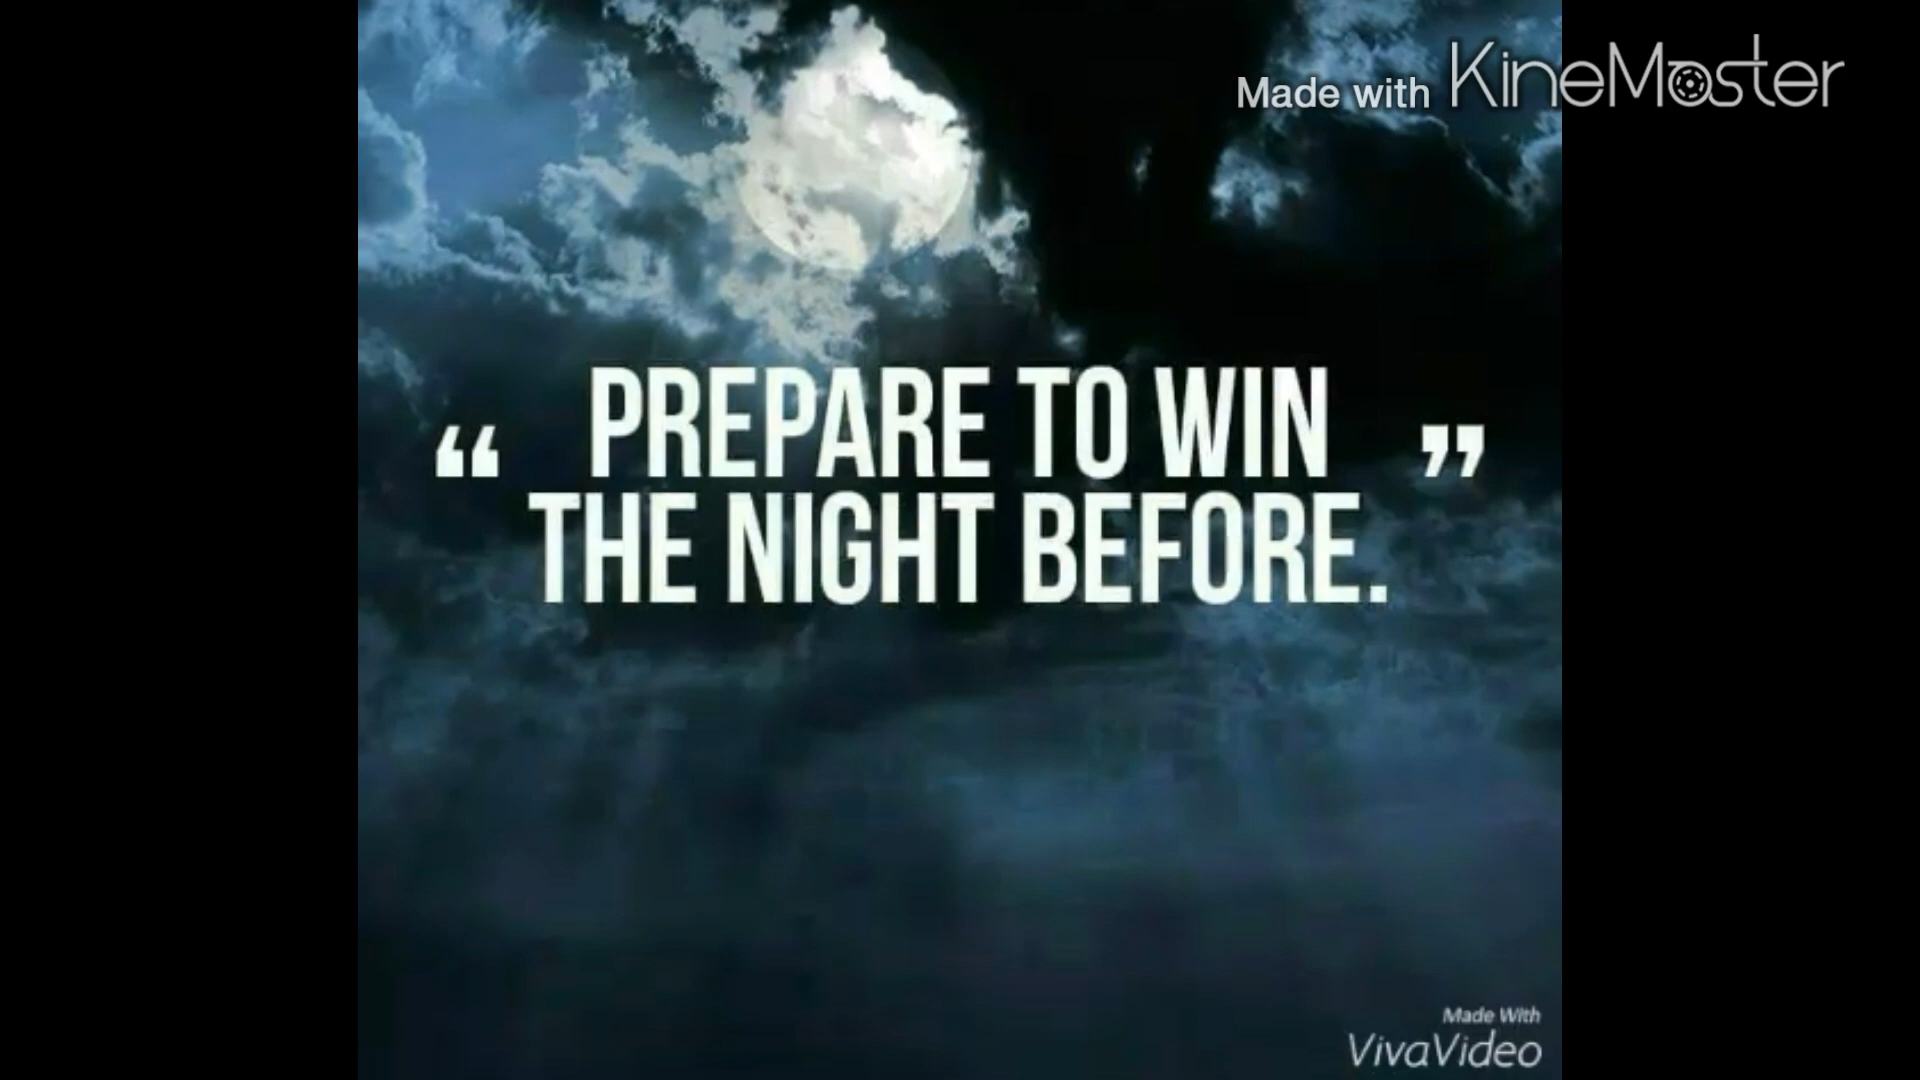 Made with KineMaster
“ PREPARE TO WIN ”
THE NIGHT BEFORE.
Made With
VivaVideo